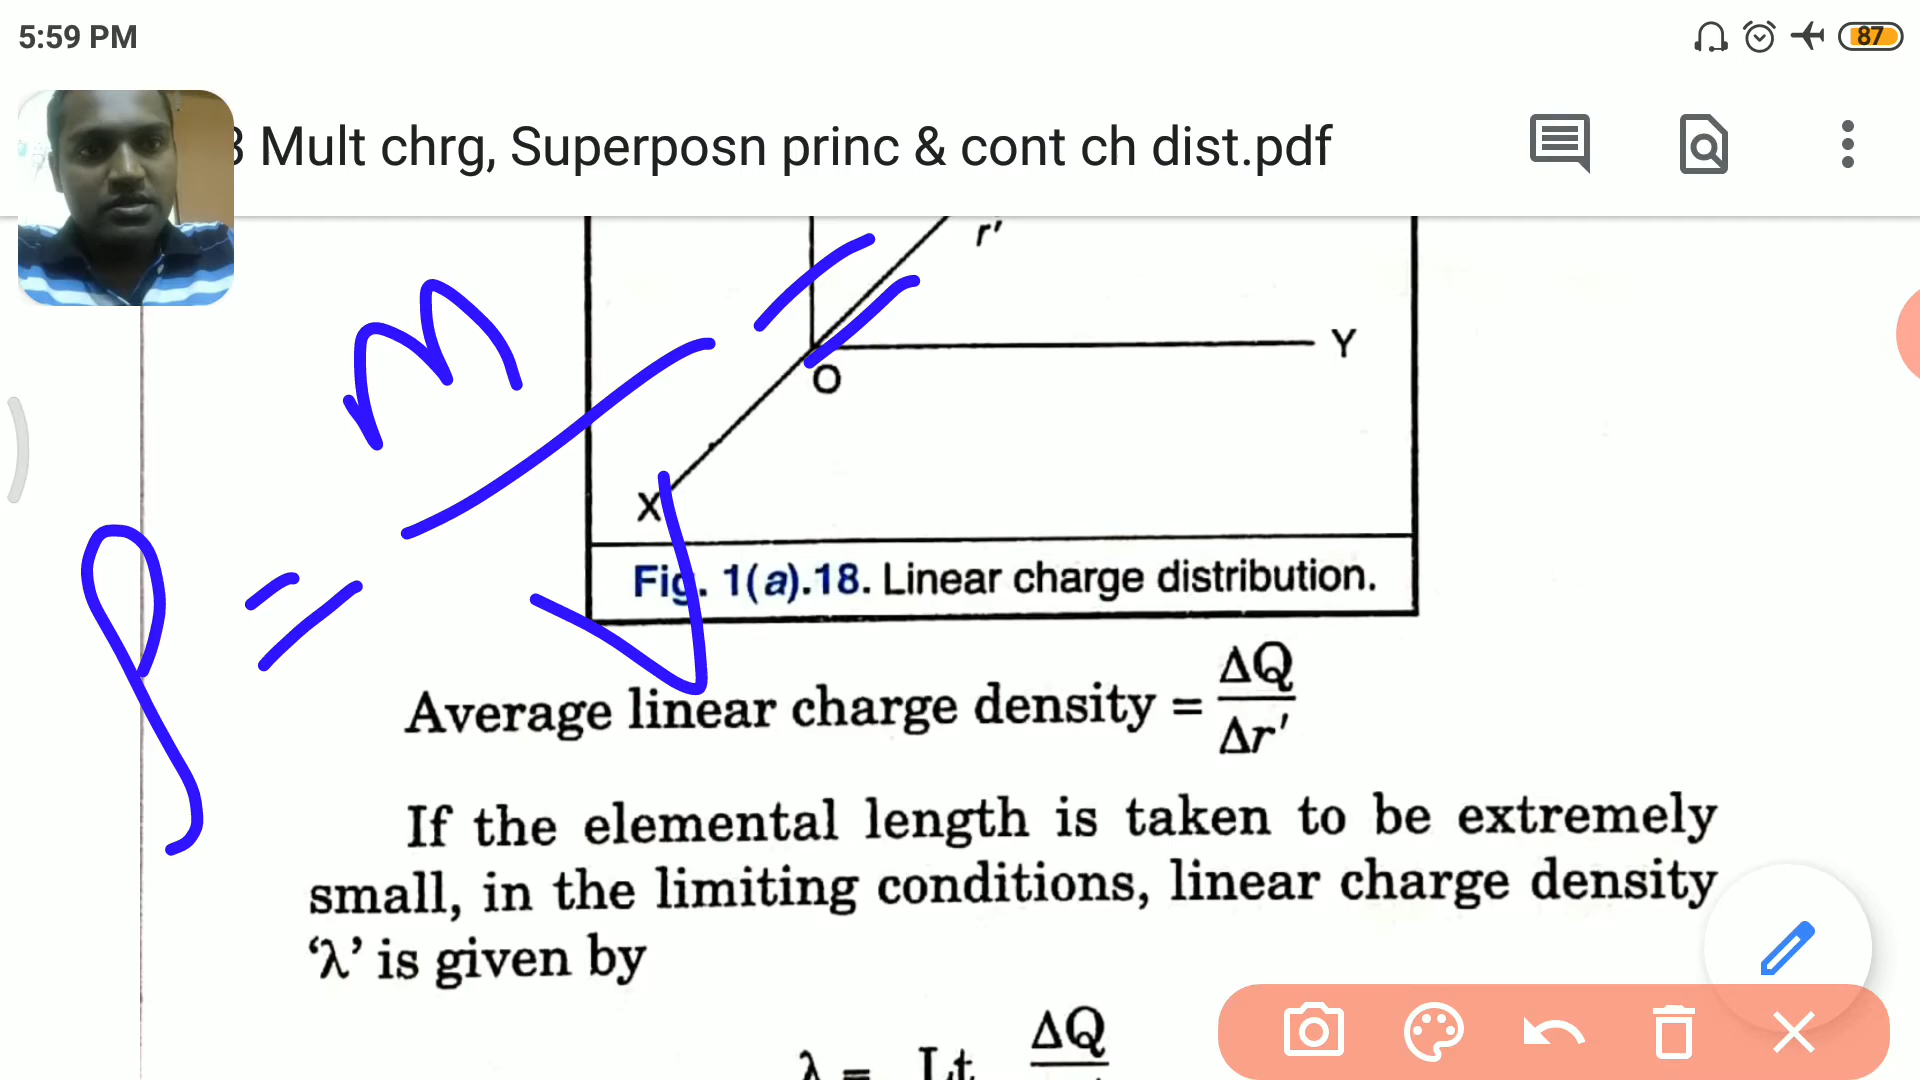 5:59 PM
87
3 Mult chrg, Superposn princ & cont ch dist.pdf
r'
m
Y
O
ρ = V =
X
Fig. 1(a).18. Linear charge distribution.
Average linear charge density = ΔQ
Δr'
If the elemental length is taken to be extremely
small, in the limiting conditions, linear charge density
‘λ’ is given by
λ = Lt ΔQ